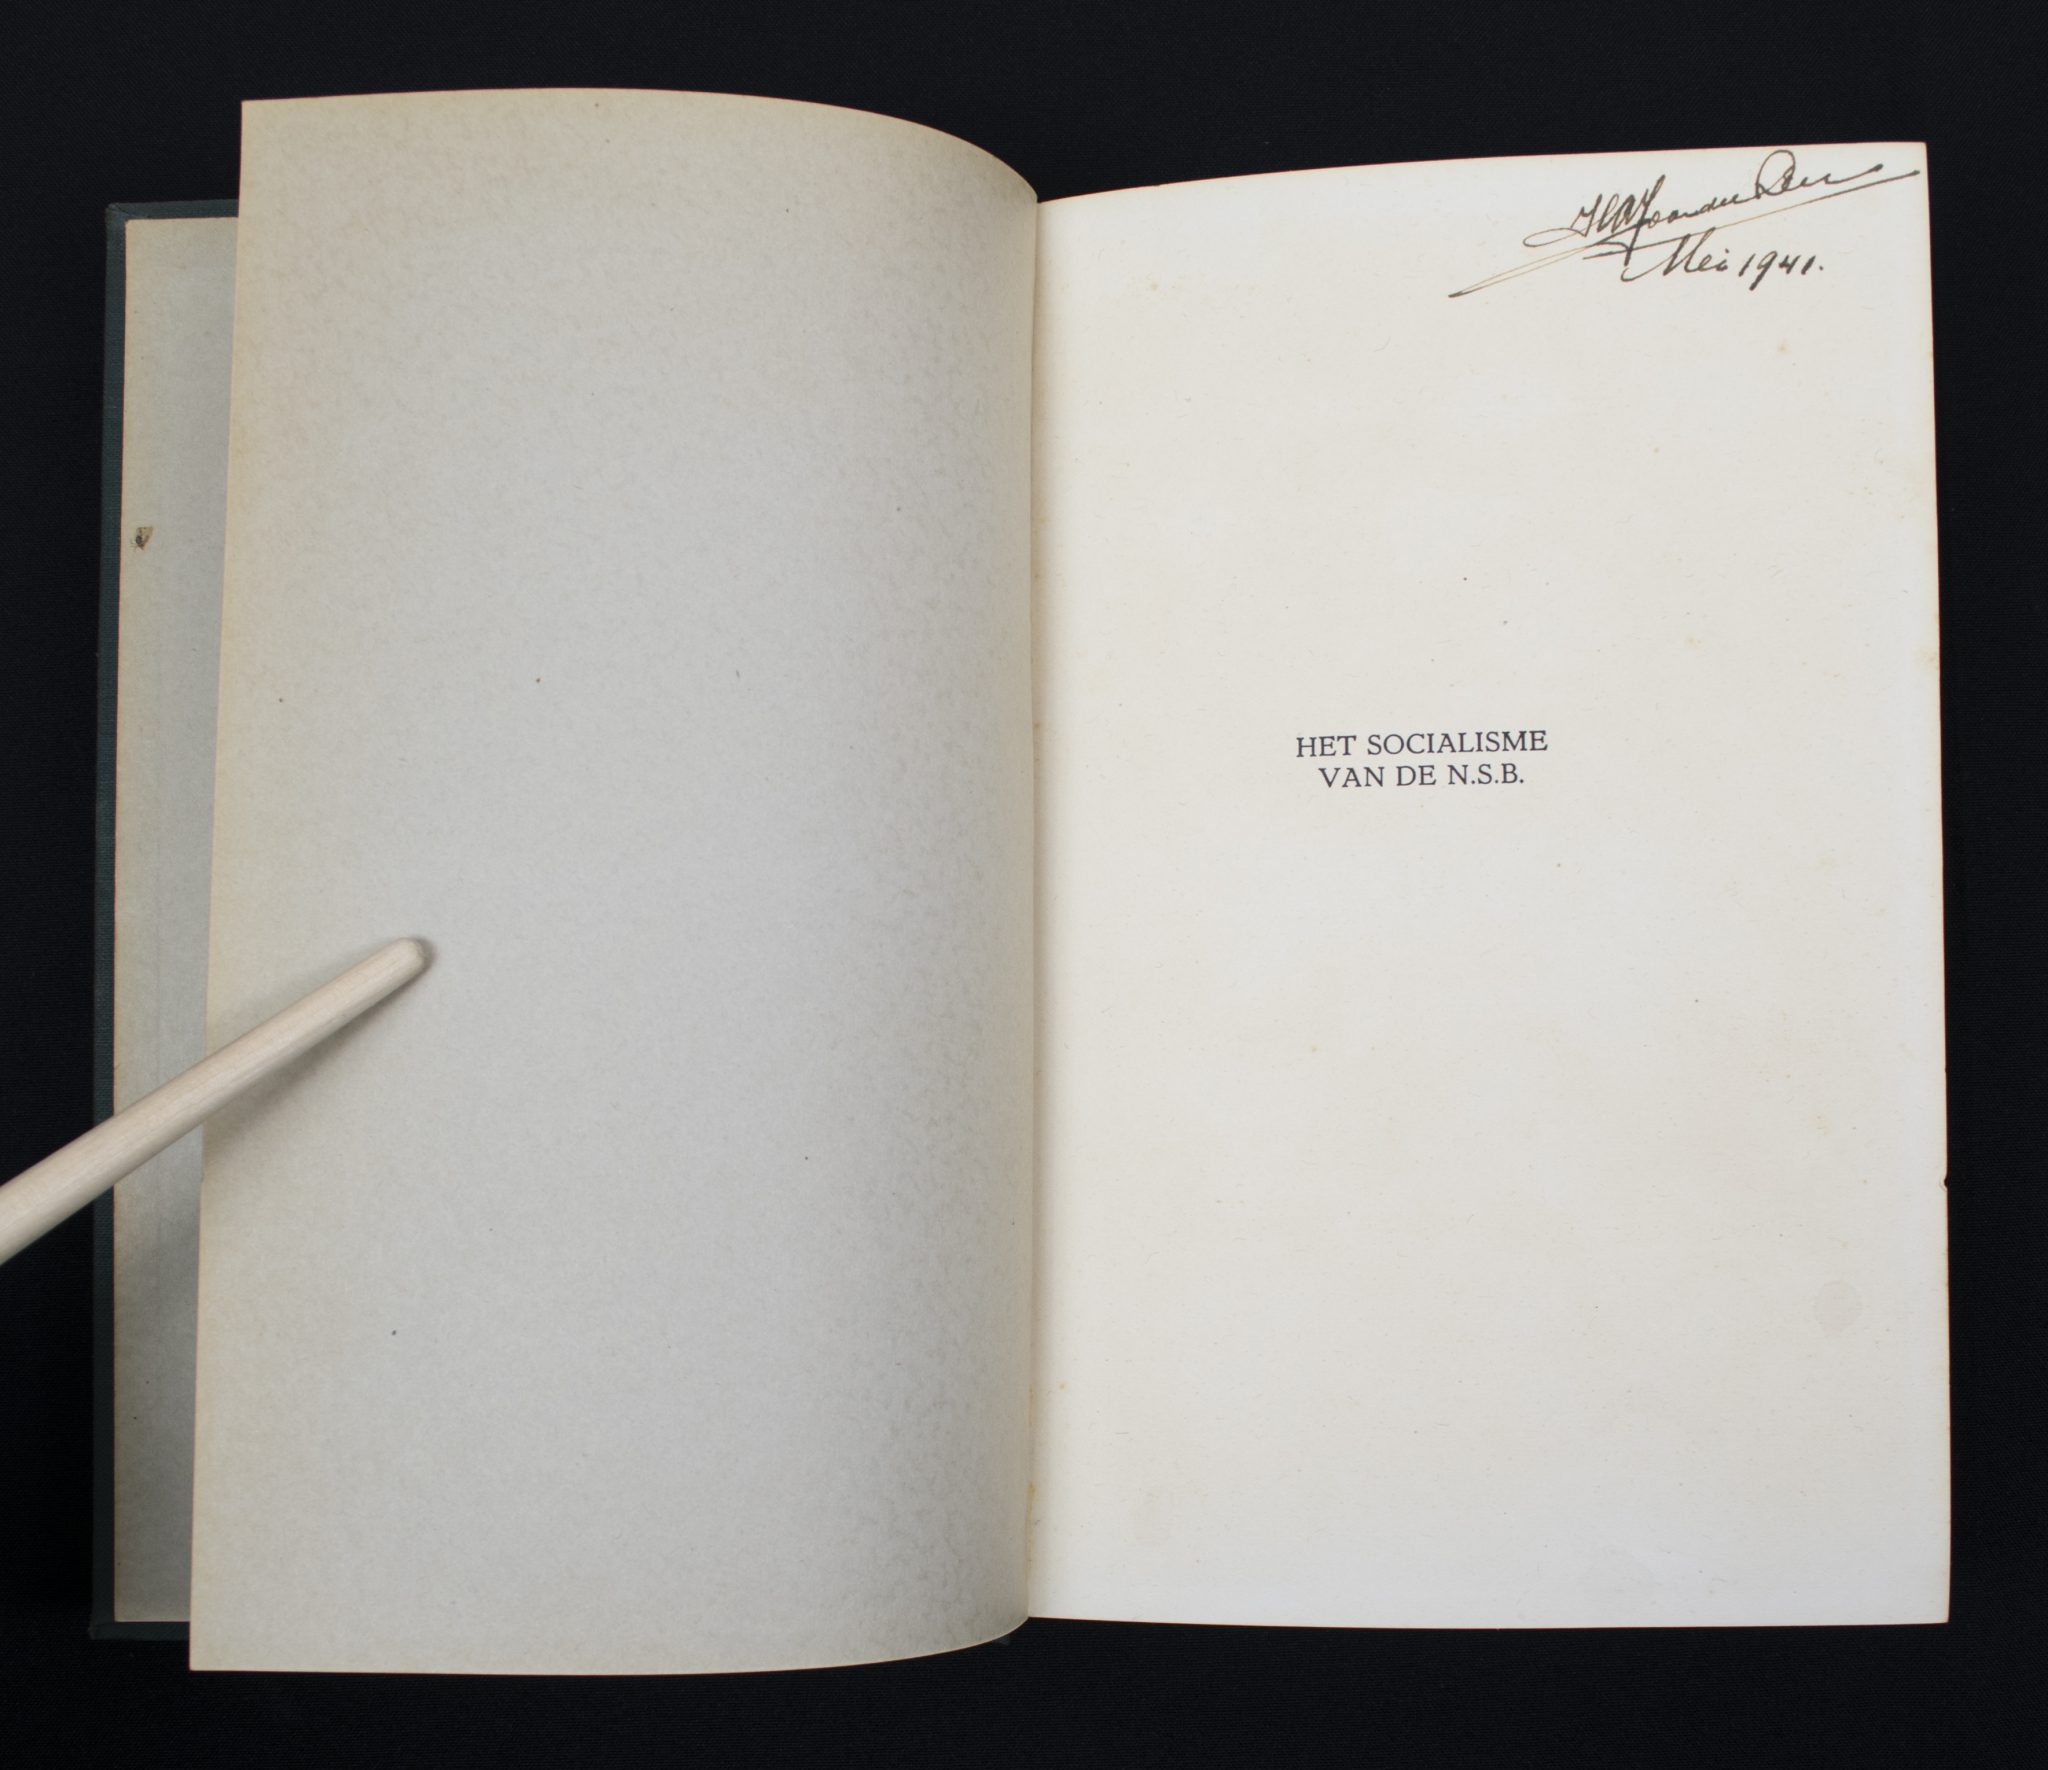 Mei 1941.
HET SOCIALISME
VAN DE N.S.B.